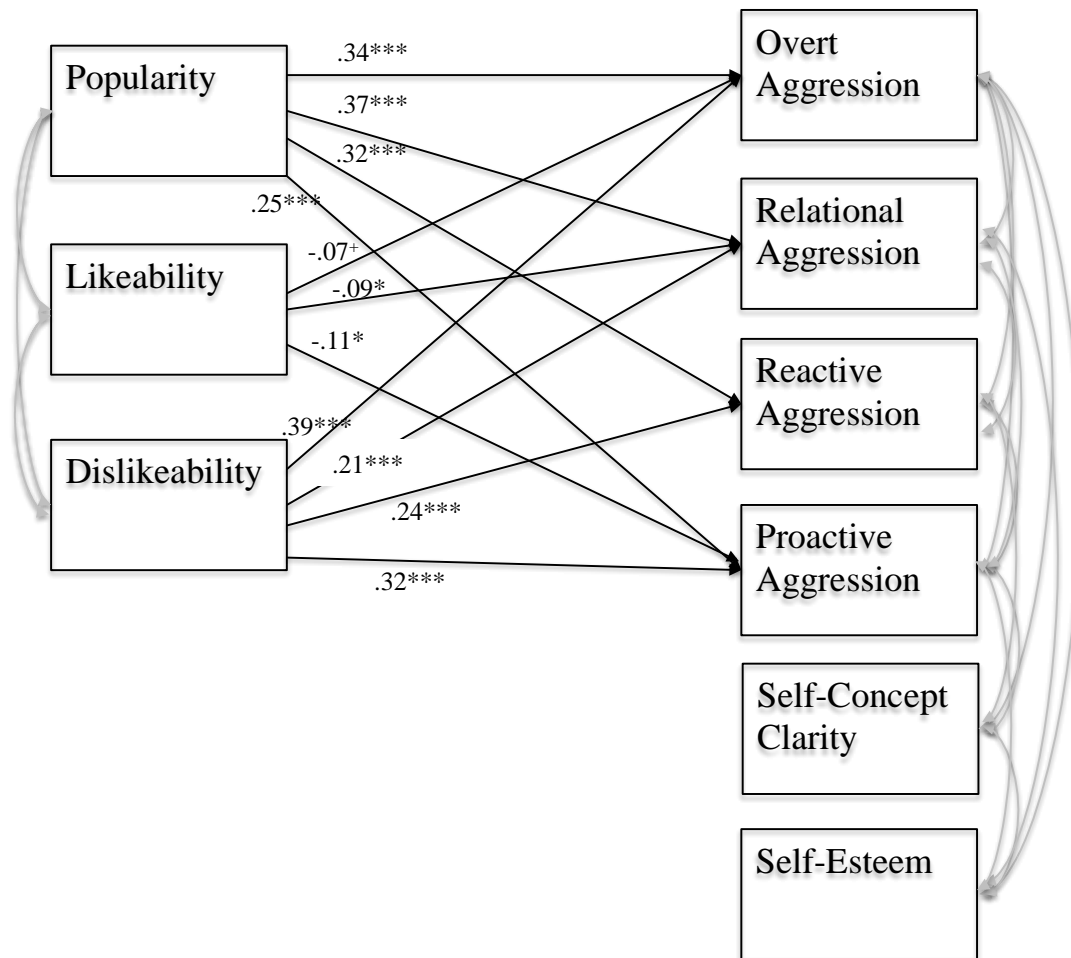 Popularity
Likeability
Dislikeability
.34***
.37***
.32***
.25***
-.07⁺
-.09*
-.11*
.39***
.21***
.24***
.32***
Overt
Aggression
Relational
Aggression
Reactive
Aggression
Proactive
Aggression
Self-Concept
Clarity
Self-Esteem